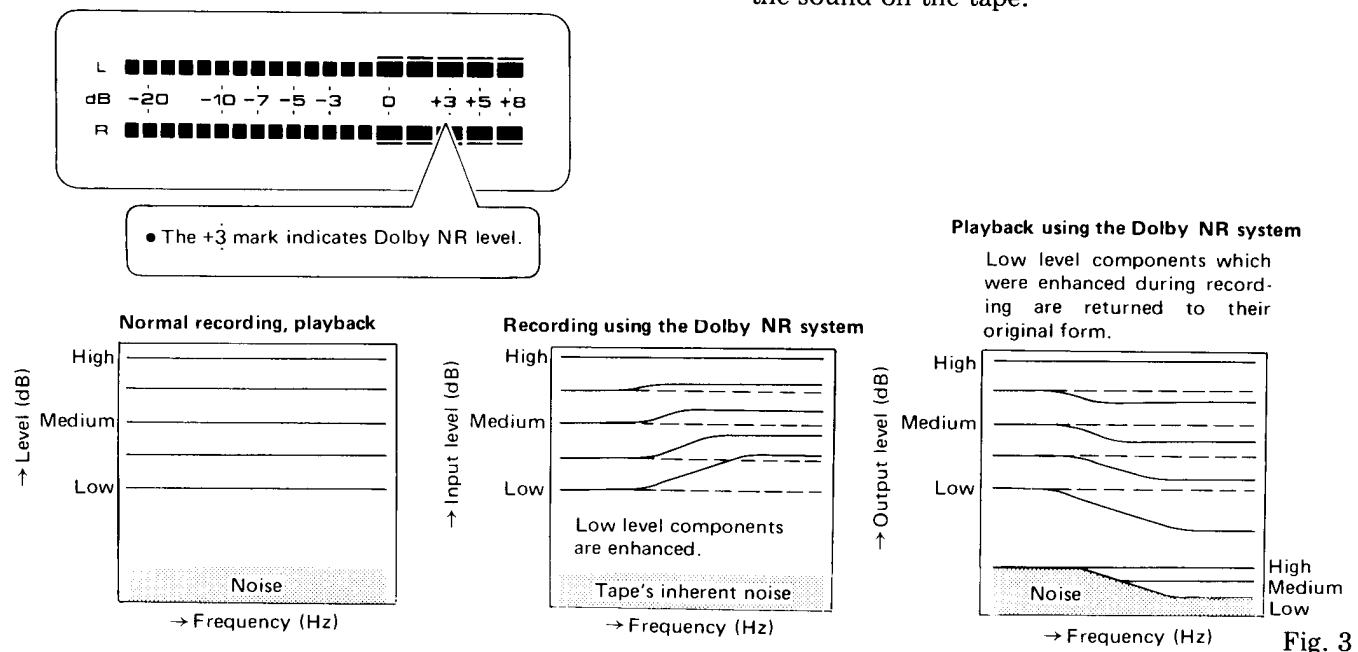 the sound on the tape.
L
dB -20 -10 -7 -5 -3 0 +3 +5 +8
R
• The +3 mark indicates Dolby NR level.
Normal recording, playback
→ Level (dB)
High
Medium
Low
Noise
→ Frequency (Hz)
Recording using the Dolby NR system
→ Input level (dB)
High
Medium
Low
Low level components
are enhanced.
Tape's inherent noise
→ Frequency (Hz)
Playback using the Dolby NR system
Low level components which
were enhanced during record-
ing are returned to their
original form.
→ Output level (dB)
High
Medium
Low
Noise
High
Medium
Low
→ Frequency (Hz)
Fig. 3